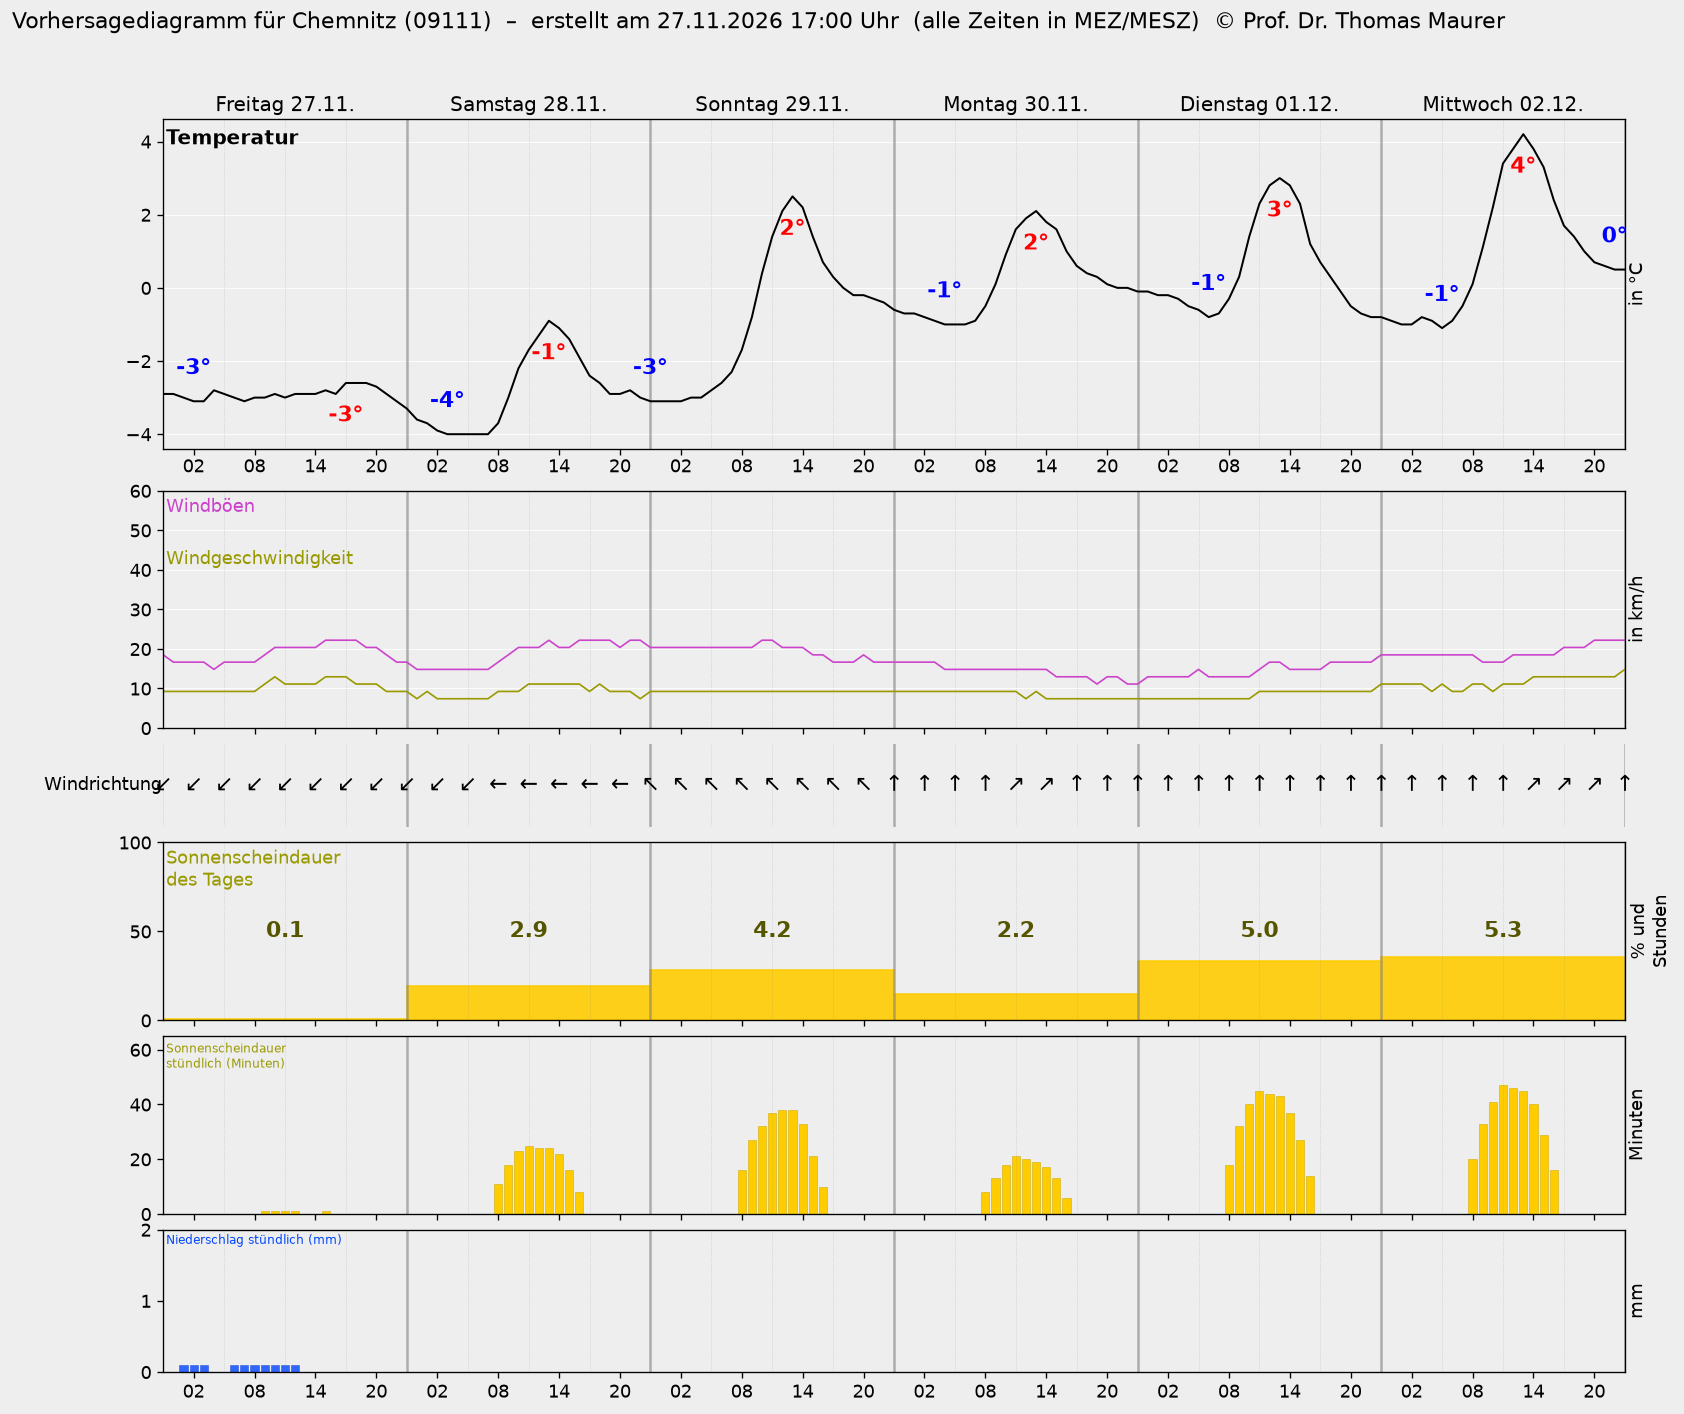 Vorhersagediagramm für Chemnitz (09111)  –  erstellt am 27.11.2026 17:00 Uhr  (alle Zeiten in MEZ/MESZ)  © Prof. Dr. Thomas Maurer
Freitag 27.11. Samstag 28.11. Sonntag 29.11. Montag 30.11. Dienstag 01.12. Mittwoch 02.12.
Temperatur
4
2
0
−2
−4
-3° -3° -4° -1° -3° 2° -1° 2° -1° 3° -1° 4° 0°
in °C
02 08 14 20 02 08 14 20 02 08 14 20 02 08 14 20 02 08 14 20 02 08 14 20
Windböen
Windgeschwindigkeit
60
50
40
30
20
10
0
in km/h
Windrichtung
↙ ↙ ↙ ↙ ↙ ↙ ↙ ↙ ↙ ↙ ↙ ← ← ← ← ← ↖ ↖ ↖ ↖ ↖ ↖ ↖ ↖ ↑ ↑ ↑ ↑ ↗ ↗ ↑ ↑ ↑ ↑ ↑ ↑ ↑ ↑ ↑ ↑ ↑ ↑ ↑ ↑ ↑ ↗ ↗ ↗ ↑
Sonnenscheindauer
des Tages
100
50
0
0.1 2.9 4.2 2.2 5.0 5.3
% und
Stunden
Sonnenscheindauer
stündlich (Minuten)
60
40
20
0
Minuten
Niederschlag stündlich (mm)
2
1
0
mm
02 08 14 20 02 08 14 20 02 08 14 20 02 08 14 20 02 08 14 20 02 08 14 20